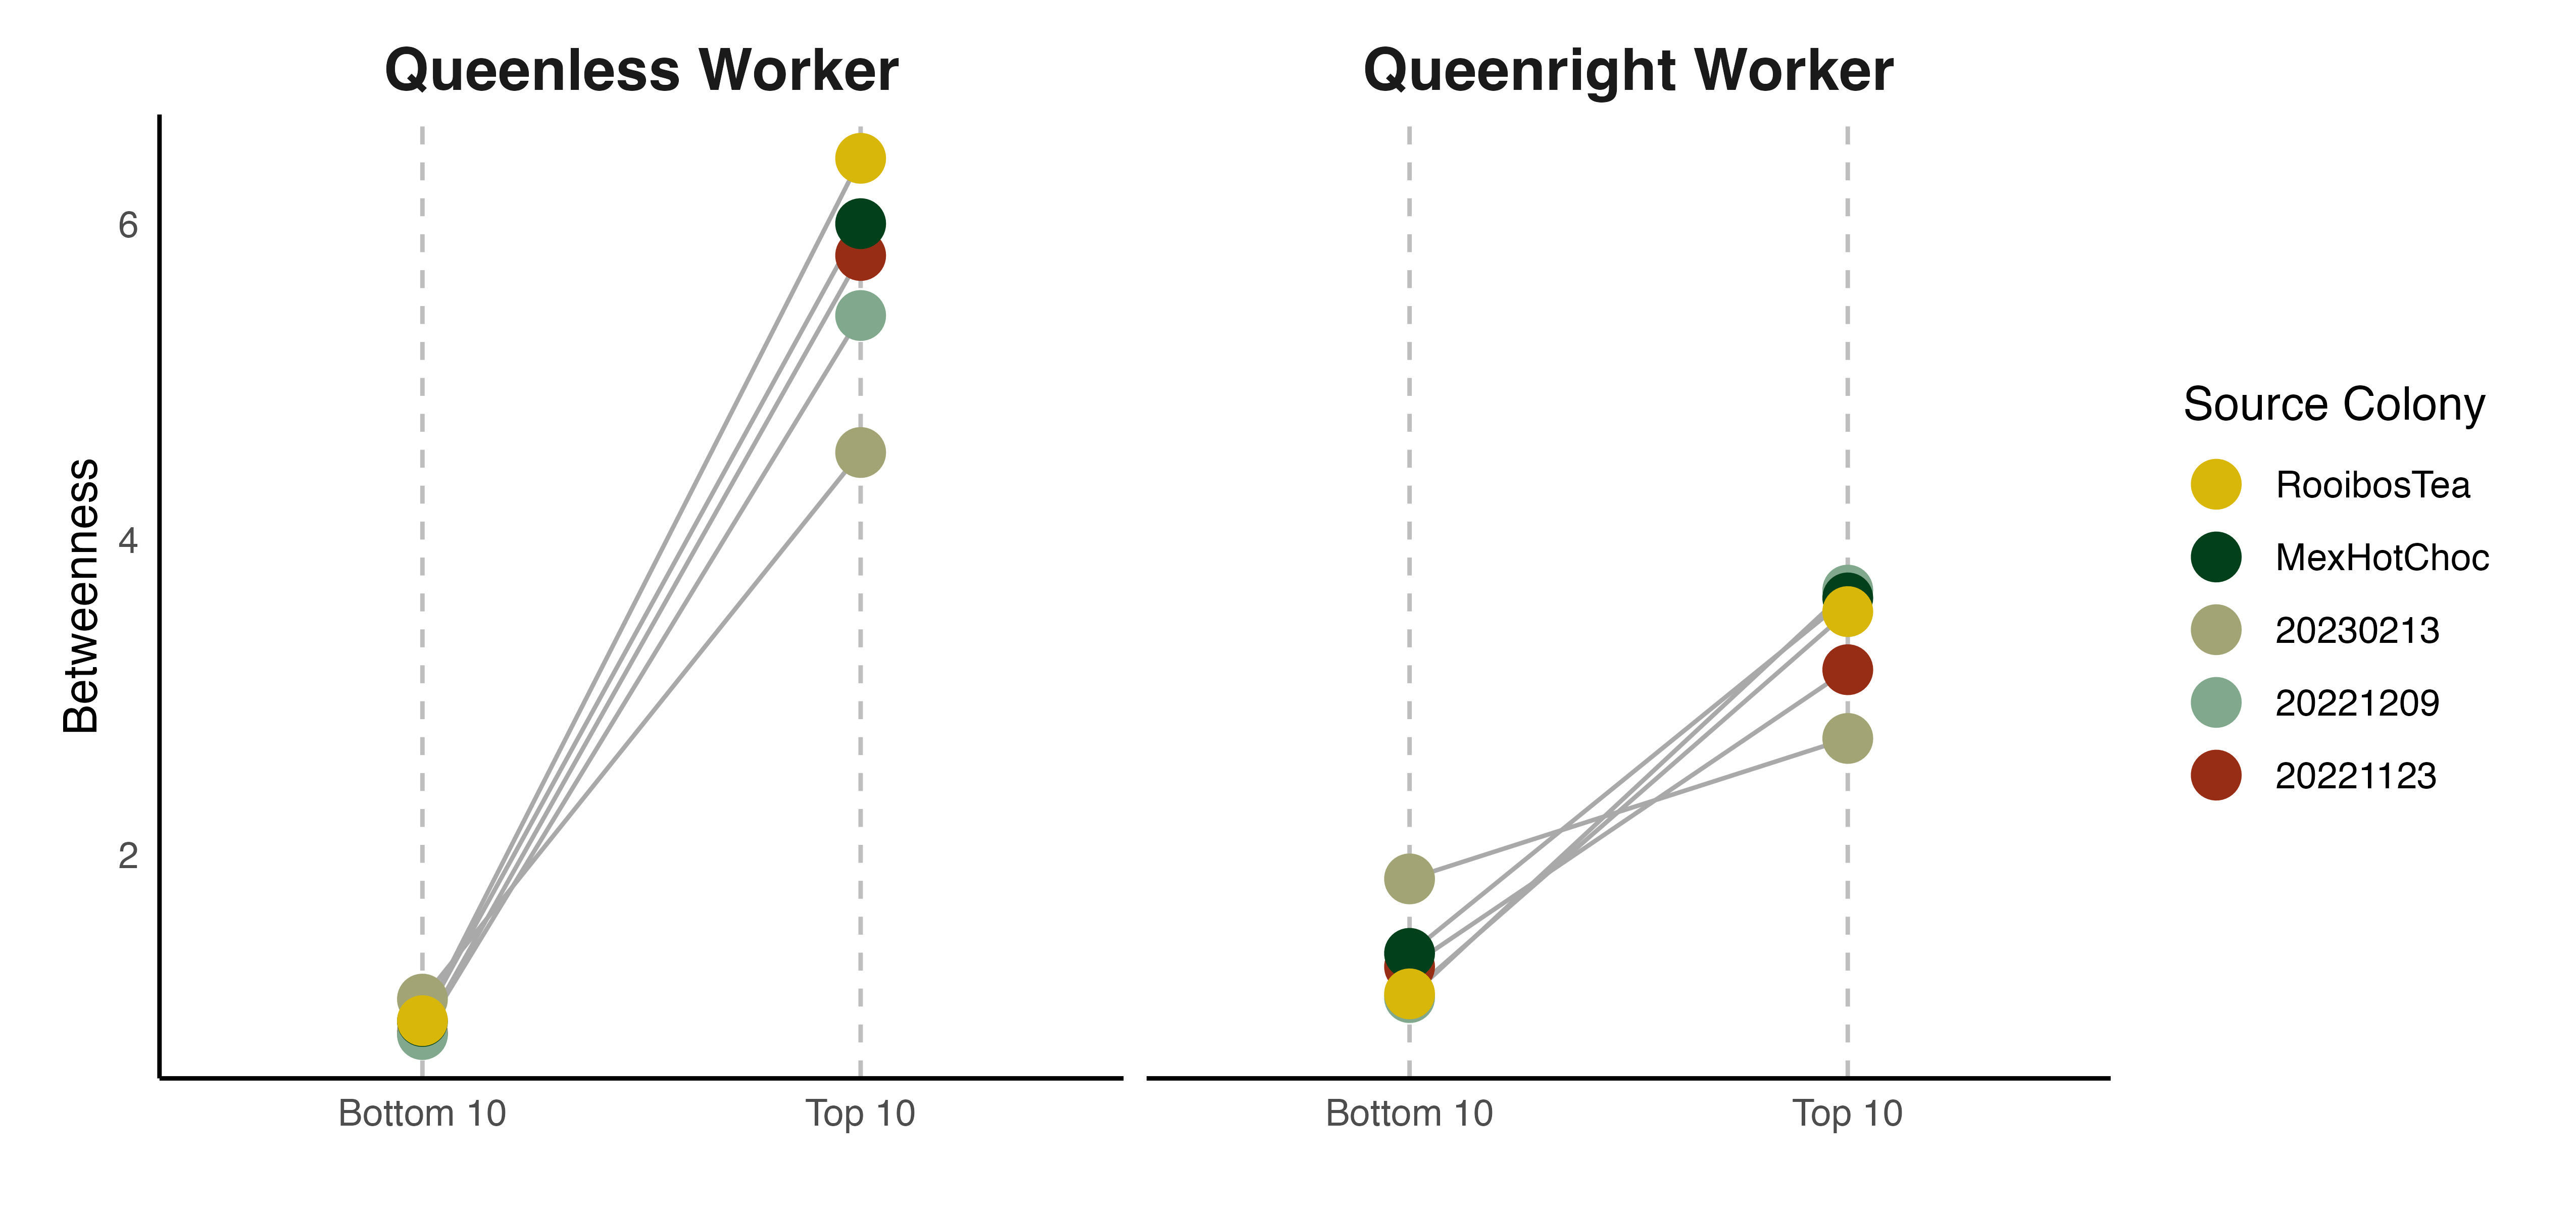 Queenless Worker
Queenright Worker
Betweenness
6
4
2
Bottom 10
Top 10
Bottom 10
Top 10
Source Colony
RooibosTea
MexHotChoc
20230213
20221209
20221123